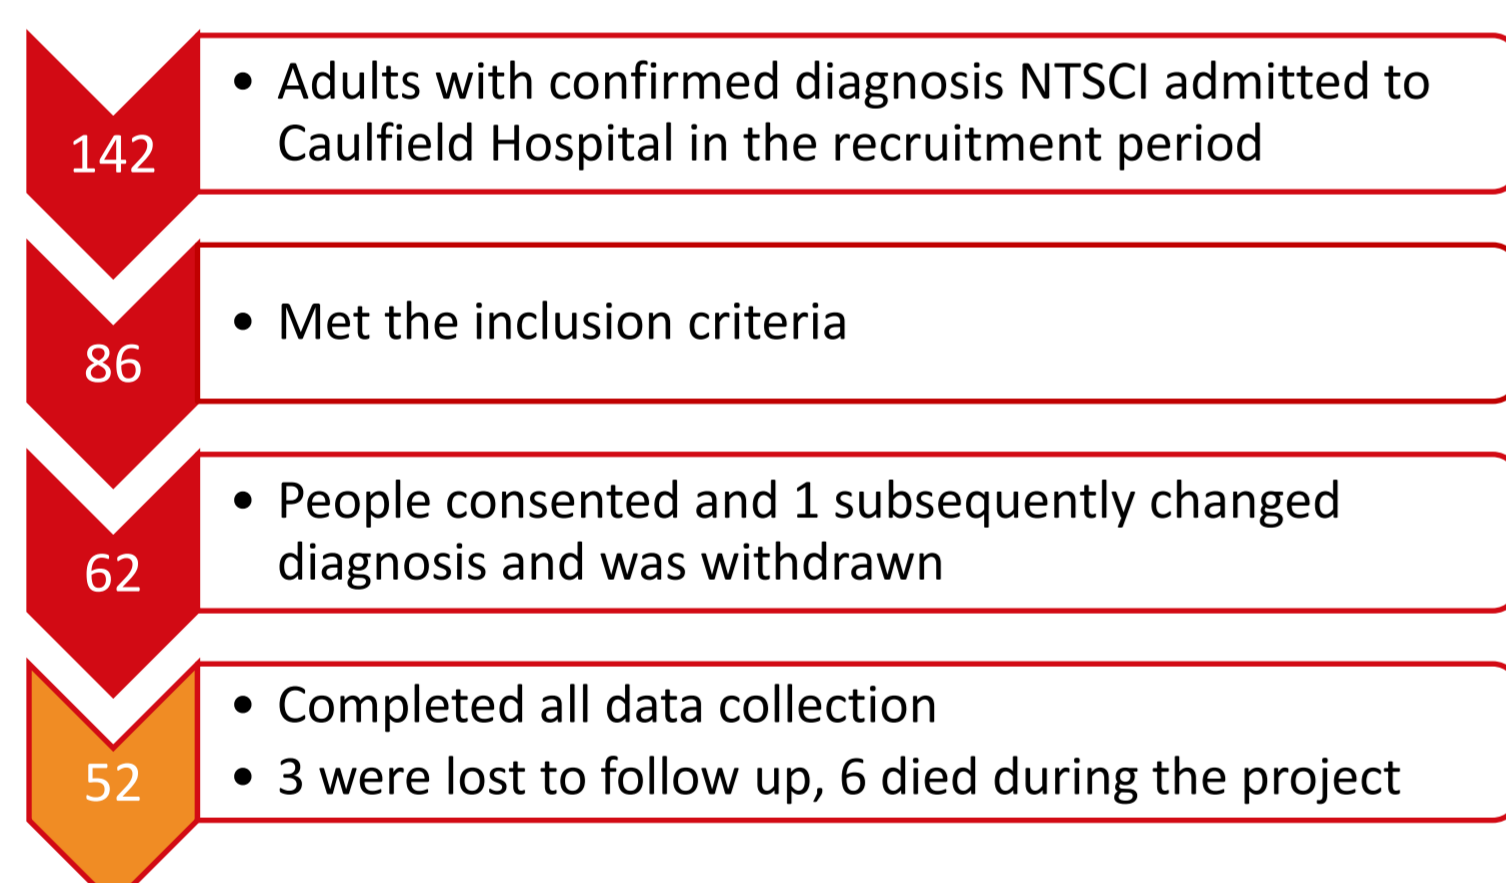 142
• Adults with confirmed diagnosis NTSCI admitted to
Caulfield Hospital in the recruitment period
86
• Met the inclusion criteria
62
• People consented and 1 subsequently changed
diagnosis and was withdrawn
52
• Completed all data collection
• 3 were lost to follow up, 6 died during the project